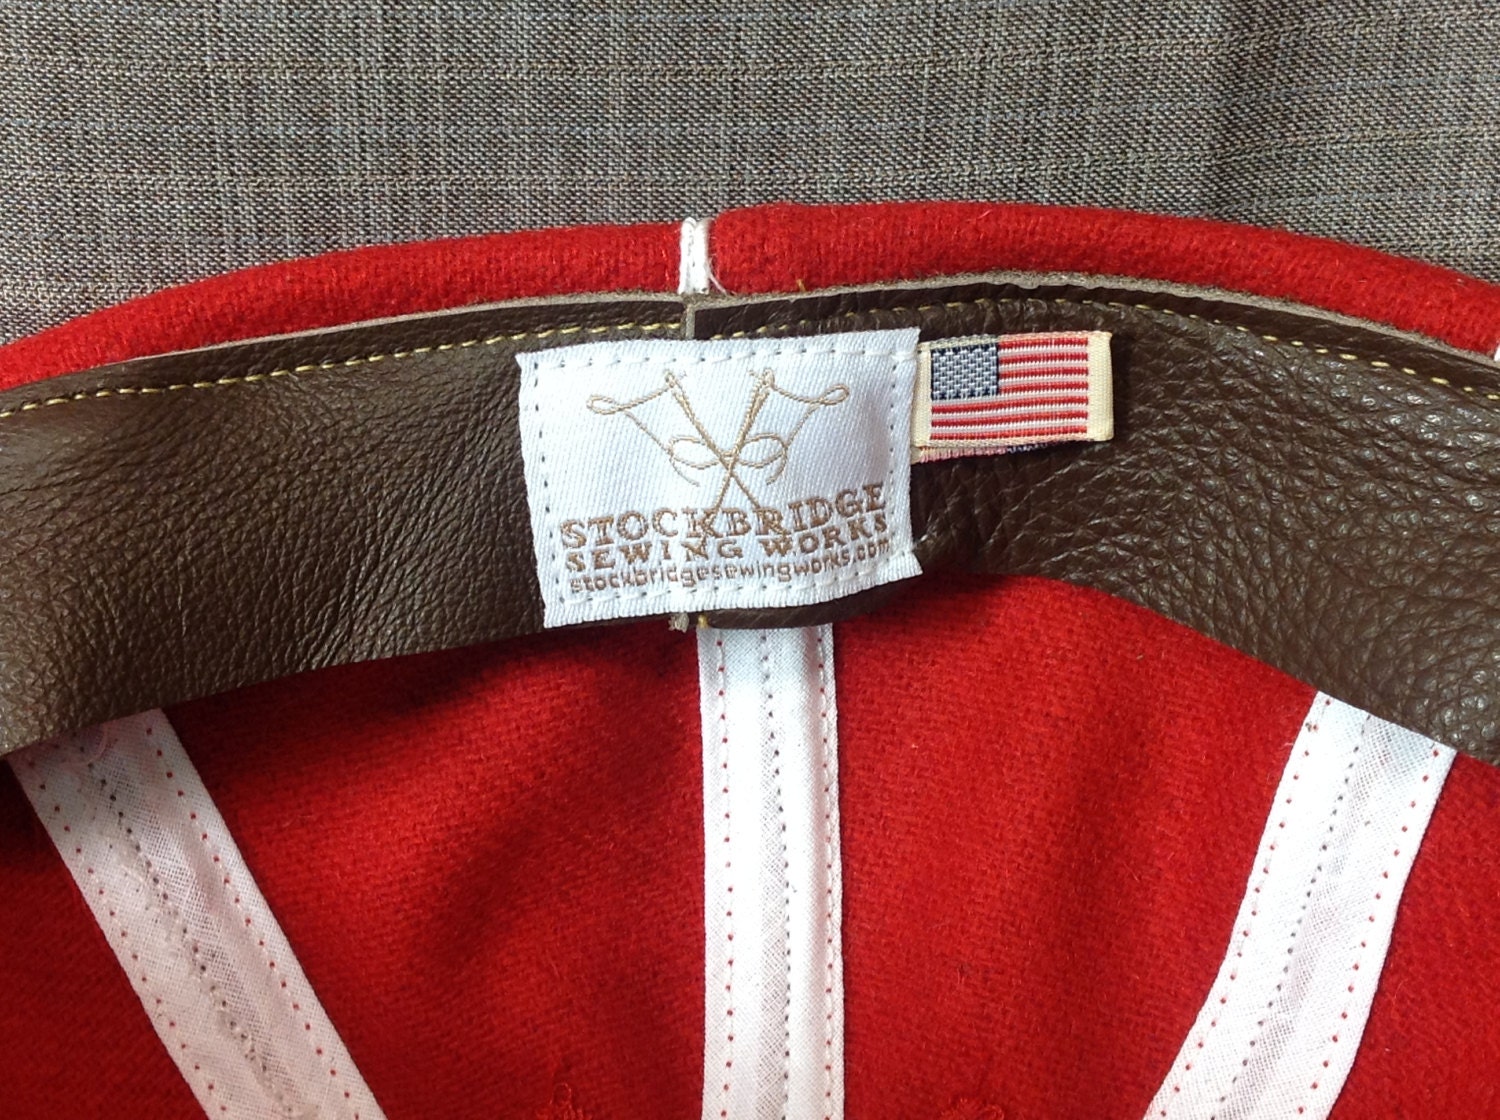 STOCKBRIDGE
SEWING WORKS
stockbridgesewingworks.com